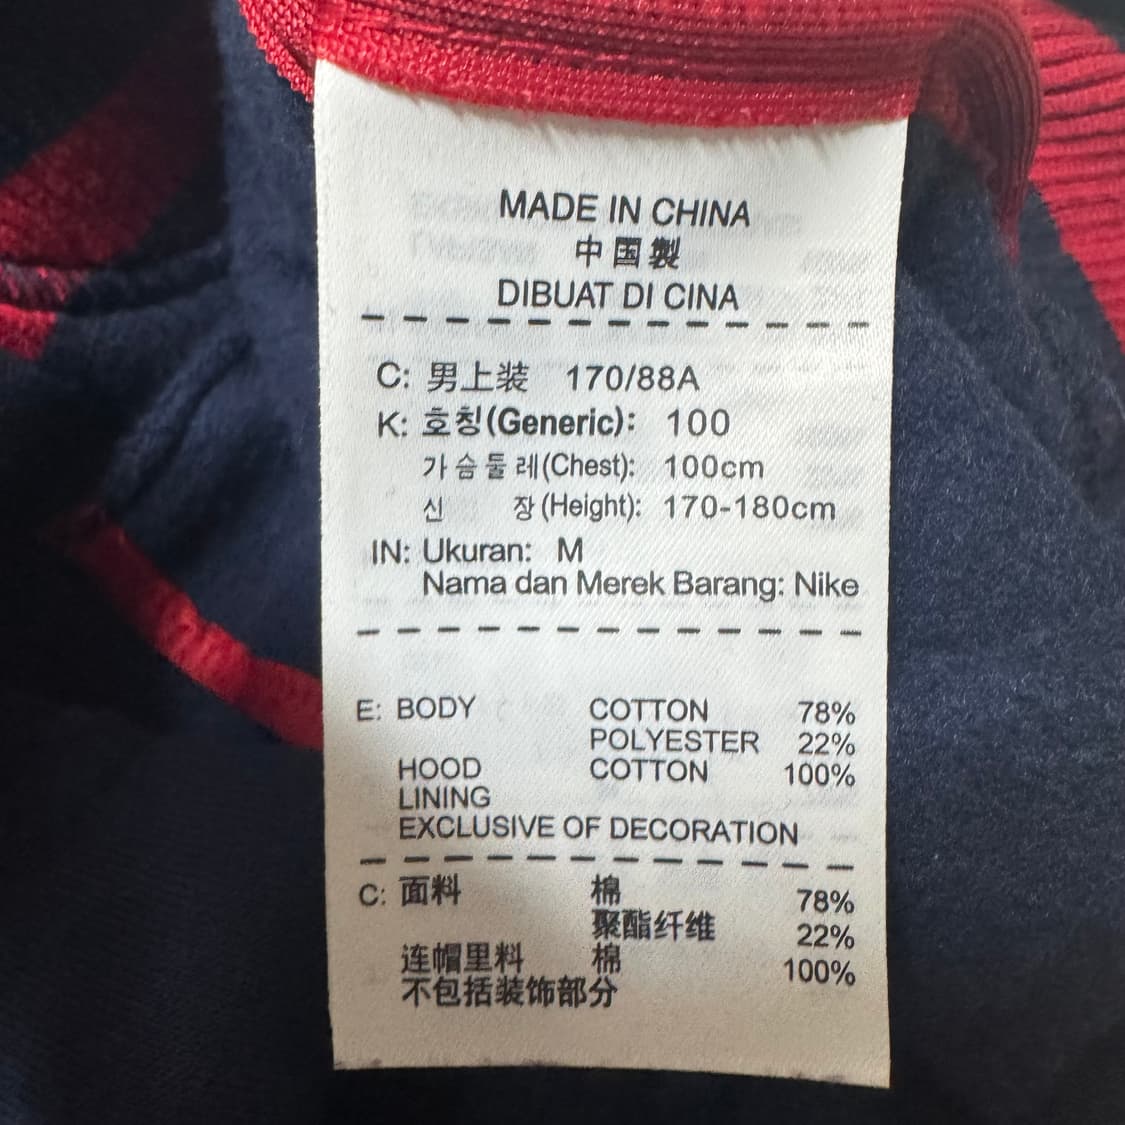 MADE IN CHINA
中国製
DIBUAT DI CINA
C: 男上装 170/88A
K: 호칭(Generic): 100
가슴둘레(Chest): 100cm
신 장(Height): 170-180cm
IN: Ukuran: M
Nama dan Merek Barang: Nike
E: BODY COTTON 78%
POLYESTER 22%
HOOD COTTON 100%
LINING
EXCLUSIVE OF DECORATION
C: 面料 棉 78%
聚酯纤维 22%
连帽里料 棉 100%
不包括装饰部分